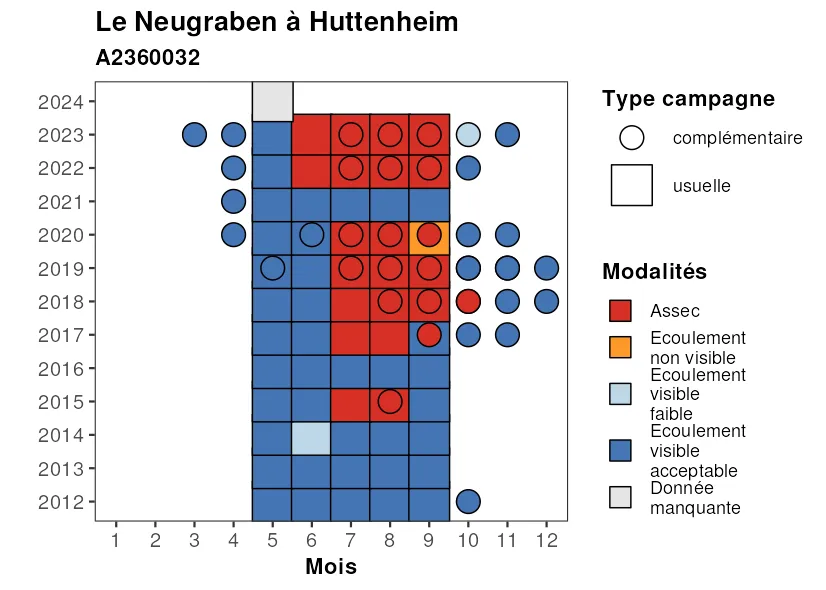 Le Neugraben à Huttenheim
A2360032
2024
2023
2022
2021
2020
2019
2018
2017
2016
2015
2014
2013
2012
1 2 3 4 5 6 7 8 9 10 11 12
Mois
Type campagne
complémentaire
usuelle
Modalités
Assec
Ecoulement
non visible
Ecoulement
visible
faible
Ecoulement
visible
acceptable
Donnée
manquante